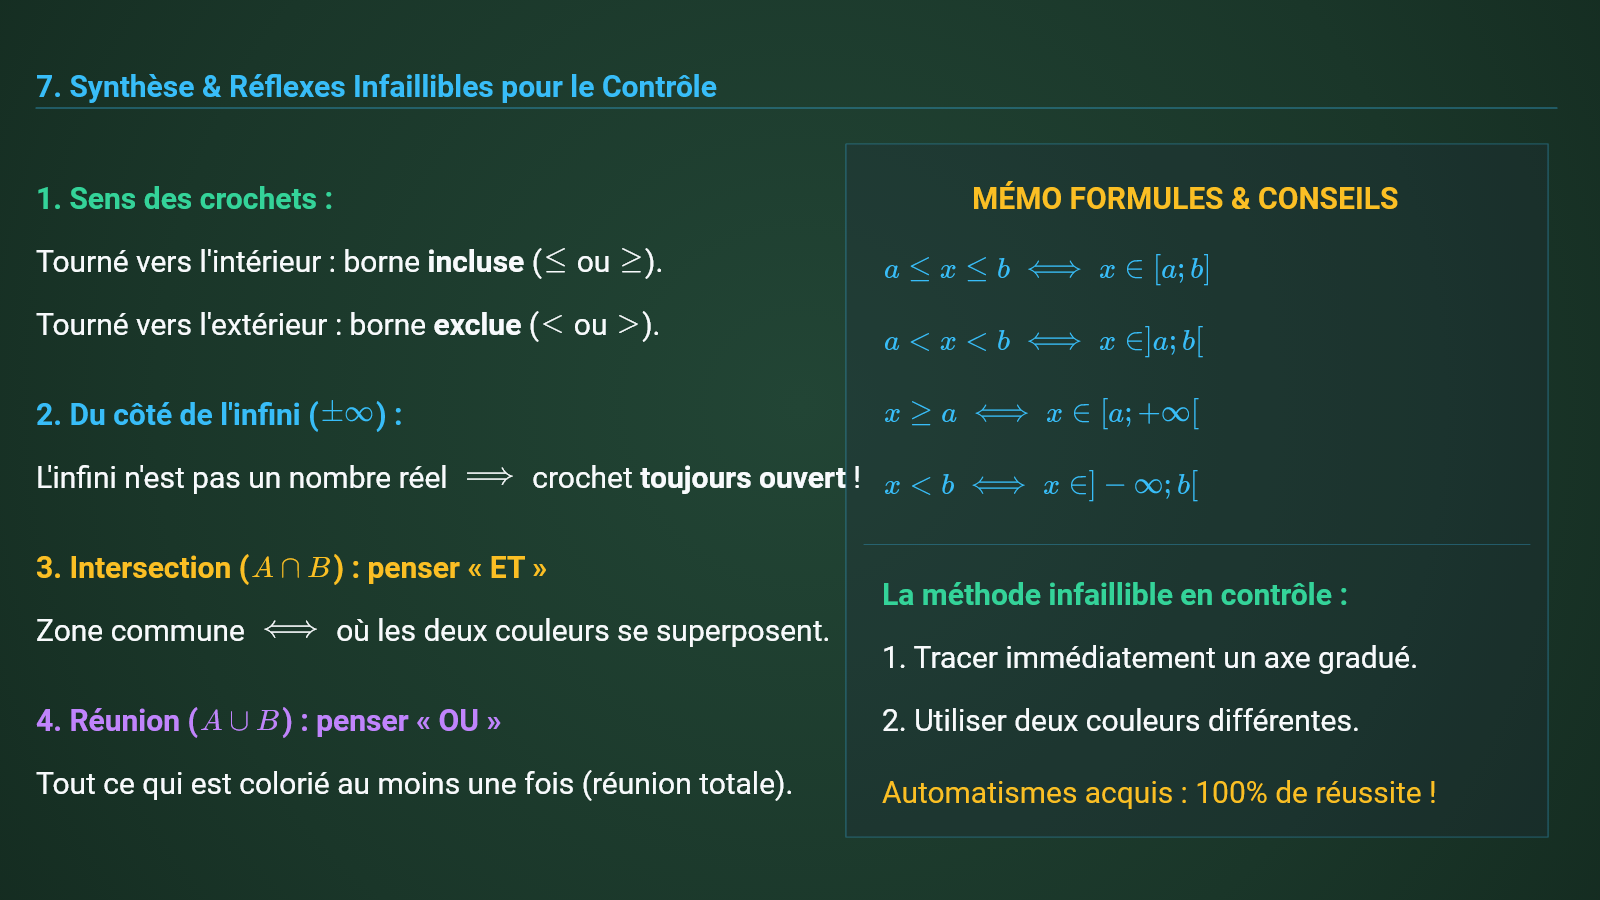 7. Synthèse & Réflexes Infaillibles pour le Contrôle
1. Sens des crochets :
Tourné vers l'intérieur : borne incluse (≤ ou ≥).
Tourné vers l'extérieur : borne exclue (< ou >).
2. Du côté de l'infini (±∞) :
L'infini n'est pas un nombre réel ⟹ crochet toujours ouvert !
3. Intersection (A ∩ B) : penser « ET »
Zone commune ⟺ où les deux couleurs se superposent.
4. Réunion (A ∪ B) : penser « OU »
Tout ce qui est colorié au moins une fois (réunion totale).
MÉMO FORMULES & CONSEILS
a ≤ x ≤ b ⟺ x ∈ [a; b]
a < x < b ⟺ x ∈]a; b[
x ≥ a ⟺ x ∈ [a; +∞[
x < b ⟺ x ∈] − ∞; b[
La méthode infaillible en contrôle :
1. Tracer immédiatement un axe gradué.
2. Utiliser deux couleurs différentes.
Automatismes acquis : 100% de réussite !